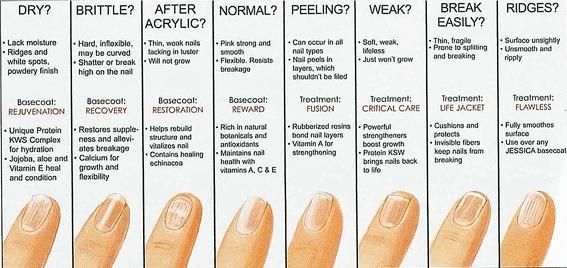 DRY?
• Lack moisture
• Ridges and
white spots,
powdery finish
Basecoat:
REJUVENATION
• Unique Protein
KWS Complex
for hydration
• Jojoba, aloe and
Vitamin E heal
and condition
BRITTLE?
• Hard, inflexible,
may be curved
• Shatter or break
high on the nail
Basecoat:
RECOVERY
• Restores supple-
ness and allevi-
ates breakage
• Calcium for
growth and
flexibility
AFTER
ACRYLIC?
• Thin, weak nails
lacking in luster
• Will not grow
Basecoat:
RESTORATION
• Helps rebuild
structure and
vitalizes nail
• Contains healing
echinacea
NORMAL?
• Pink strong and
smooth
• Flexible. Resists
breakage
Basecoat:
REWARD
• Rich in natural
botanicals and
antioxidants
• Maintains nail
health with
vitamins A, C & E
PEELING?
• Can occur in all
nail types
• Nail peels in
layers, which
shouldn't be filed
Treatment:
FUSION
• Rubberized resins
bond nail layers
• Vitamin A for
strengthening
WEAK?
• Soft, weak,
lifeless
• Just won't grow
Treatment:
CRITICAL CARE
• Powerful
strengtheners
boost growth
• Protein KSW
brings nails back
to life
BREAK
EASILY?
• Thin, fragile
• Prone to splitting
and breaking
Treatment:
LIFE JACKET
• Cushions and
protects
• Invisible fibers
keep nails from
breaking
RIDGES?
• Surface unsightly
• Unsmooth and
ripply
Treatment:
FLAWLESS
• Fully smoothes
surface
• Use over any
JESSICA basecoat